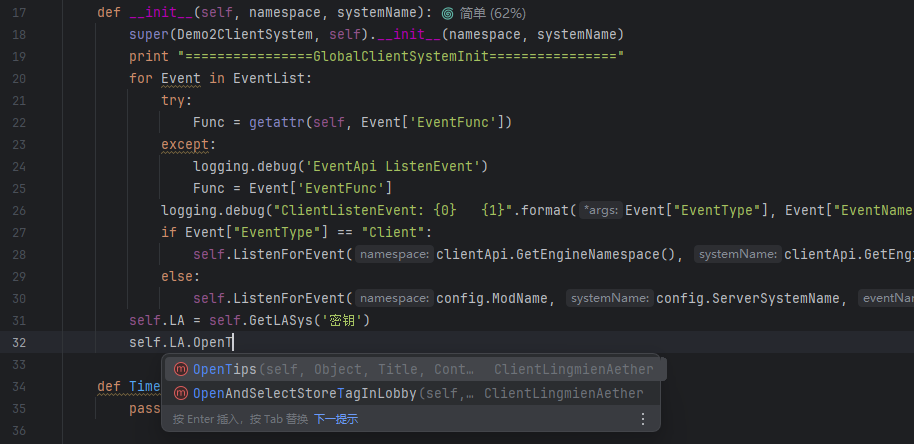 17 def __init__(self, namespace, systemName): 简单 (62%)
18 super(Demo2ClientSystem, self).__init__(namespace, systemName)
19 print "================GlobalClientSystemInit================"
20 for Event in EventList:
21 try:
22 Func = getattr(self, Event['EventFunc'])
23 except:
24 logging.debug('EventApi ListenEvent')
25 Func = Event['EventFunc']
26 logging.debug("ClientListenEvent: {0}   {1}".format( *args: Event["EventType"], Event["EventName
27 if Event["EventType"] == "Client":
28 self.ListenForEvent( namespace: clientApi.GetEngineNamespace(), systemName: clientApi.GetEngi
29 else:
30 self.ListenForEvent( namespace: config.ModName, systemName: config.ServerSystemName, eventNam
31 self.LA = self.GetLASys('密钥')
32 self.LA.OpenT
33
OpenTips(self, Object, Title, Cont… ClientLingmienAether
34 def Time
OpenAndSelectStoreTagInLobby(self,… ClientLingmienAether
35 pass
按 Enter 插入，按 Tab 替换 下一提示
36